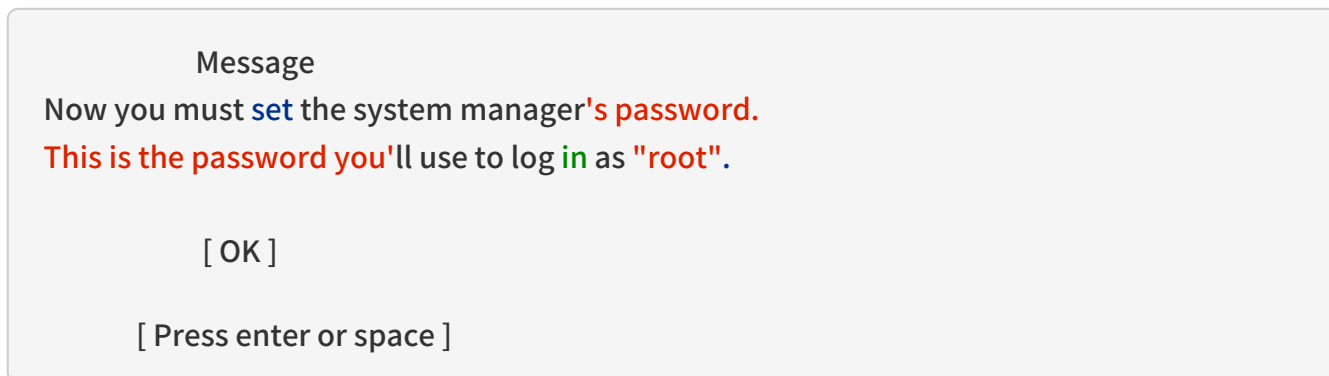 Message
Now you must set the system manager's password.
This is the password you'll use to log in as "root".
[ OK ]
[ Press enter or space ]